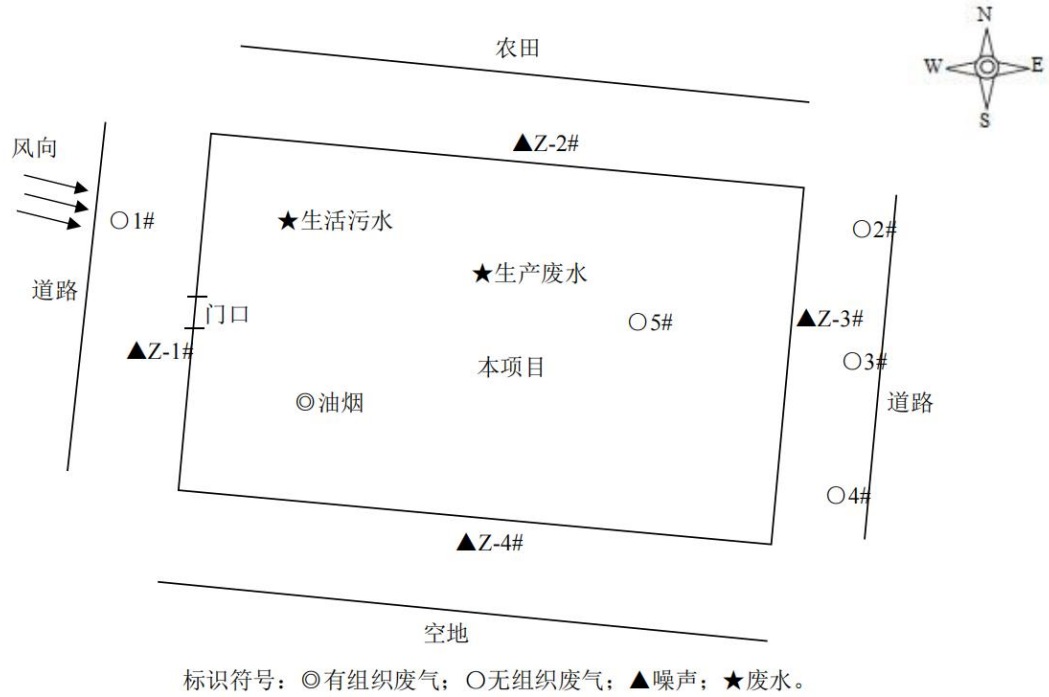 N
农田
W
E
S
▲Z-2#
风向
○1#
★生活污水
○2#
★生产废水
道路
门口
○5#
▲Z-3#
▲Z-1#
本项目
○3#
◎油烟
道路
○4#
▲Z-4#
空地
标识符号：◎有组织废气；○无组织废气；▲噪声；★废水。